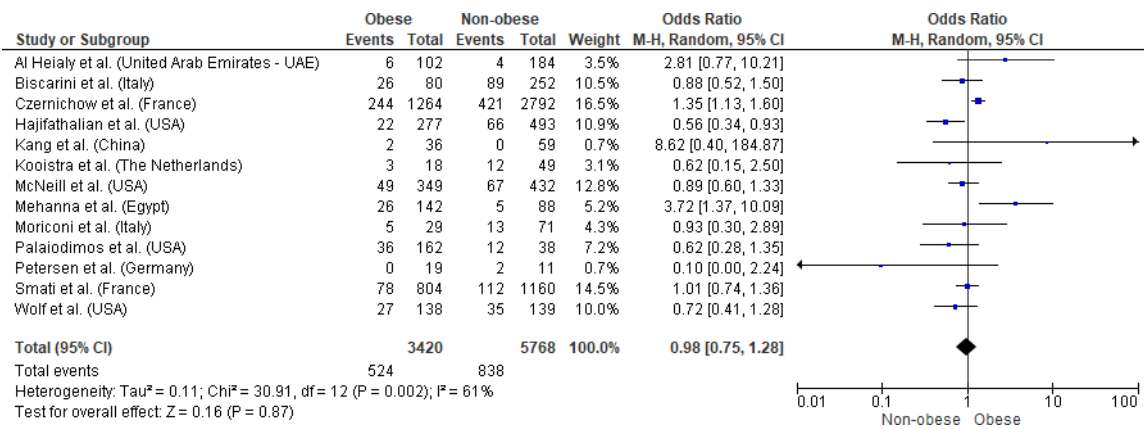 Obese Non-obese Odds Ratio Odds Ratio
Study or Subgroup Events Total Events Total Weight M-H, Random, 95% CI M-H, Random, 95% CI
Al Heialy et al. (United Arab Emirates - UAE) 6 102 4 184 3.5% 2.81 [0.77, 10.21]
Biscarini et al. (Italy) 26 80 89 252 10.5% 0.88 [0.52, 1.50]
Czernichow et al. (France) 244 1264 421 2792 16.5% 1.35 [1.13, 1.60]
Hajifathalian et al. (USA) 22 277 66 493 10.9% 0.56 [0.34, 0.93]
Kang et al. (China) 2 36 0 59 0.7% 8.62 [0.40, 184.87]
Kooistra et al. (The Netherlands) 3 18 12 49 3.1% 0.62 [0.15, 2.50]
McNeill et al. (USA) 49 349 67 432 12.8% 0.89 [0.60, 1.33]
Mehanna et al. (Egypt) 26 142 5 88 5.2% 3.72 [1.37, 10.09]
Moriconi et al. (Italy) 5 29 13 71 4.3% 0.93 [0.30, 2.89]
Palaiodimos et al. (USA) 36 162 12 38 7.2% 0.62 [0.28, 1.35]
Petersen et al. (Germany) 0 19 2 11 0.7% 0.10 [0.00, 2.24]
Smati et al. (France) 78 804 112 1160 14.5% 1.01 [0.74, 1.36]
Wolf et al. (USA) 27 138 35 139 10.0% 0.72 [0.41, 1.28]
Total (95% CI) 3420 5768 100.0% 0.98 [0.75, 1.28]
Total events 524 838
Heterogeneity: Tau² = 0.11; Chi² = 30.91, df = 12 (P = 0.002); I² = 61%
Test for overall effect: Z = 0.16 (P = 0.87)
0.01 0.1 1 10 100
Non-obese Obese